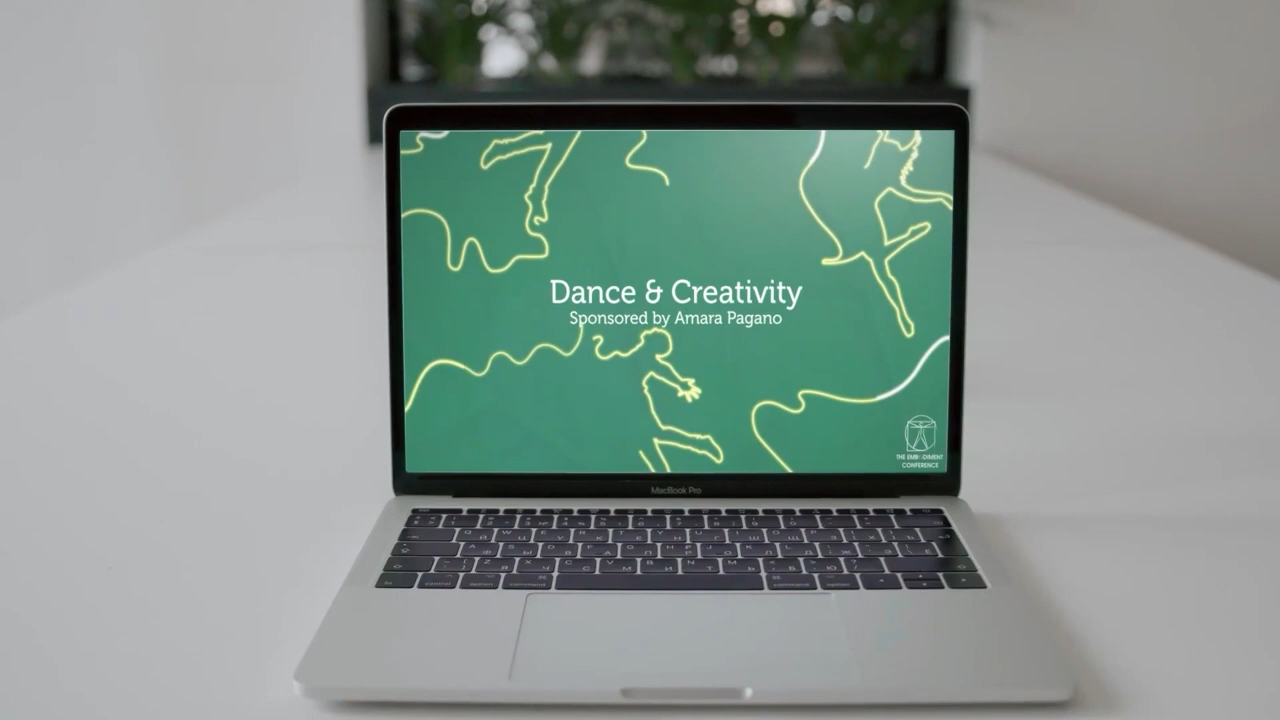 Dance & Creativity
Sponsored by Amara Pagano
THE EMBODIMENT
CONFERENCE
MacBook Pro